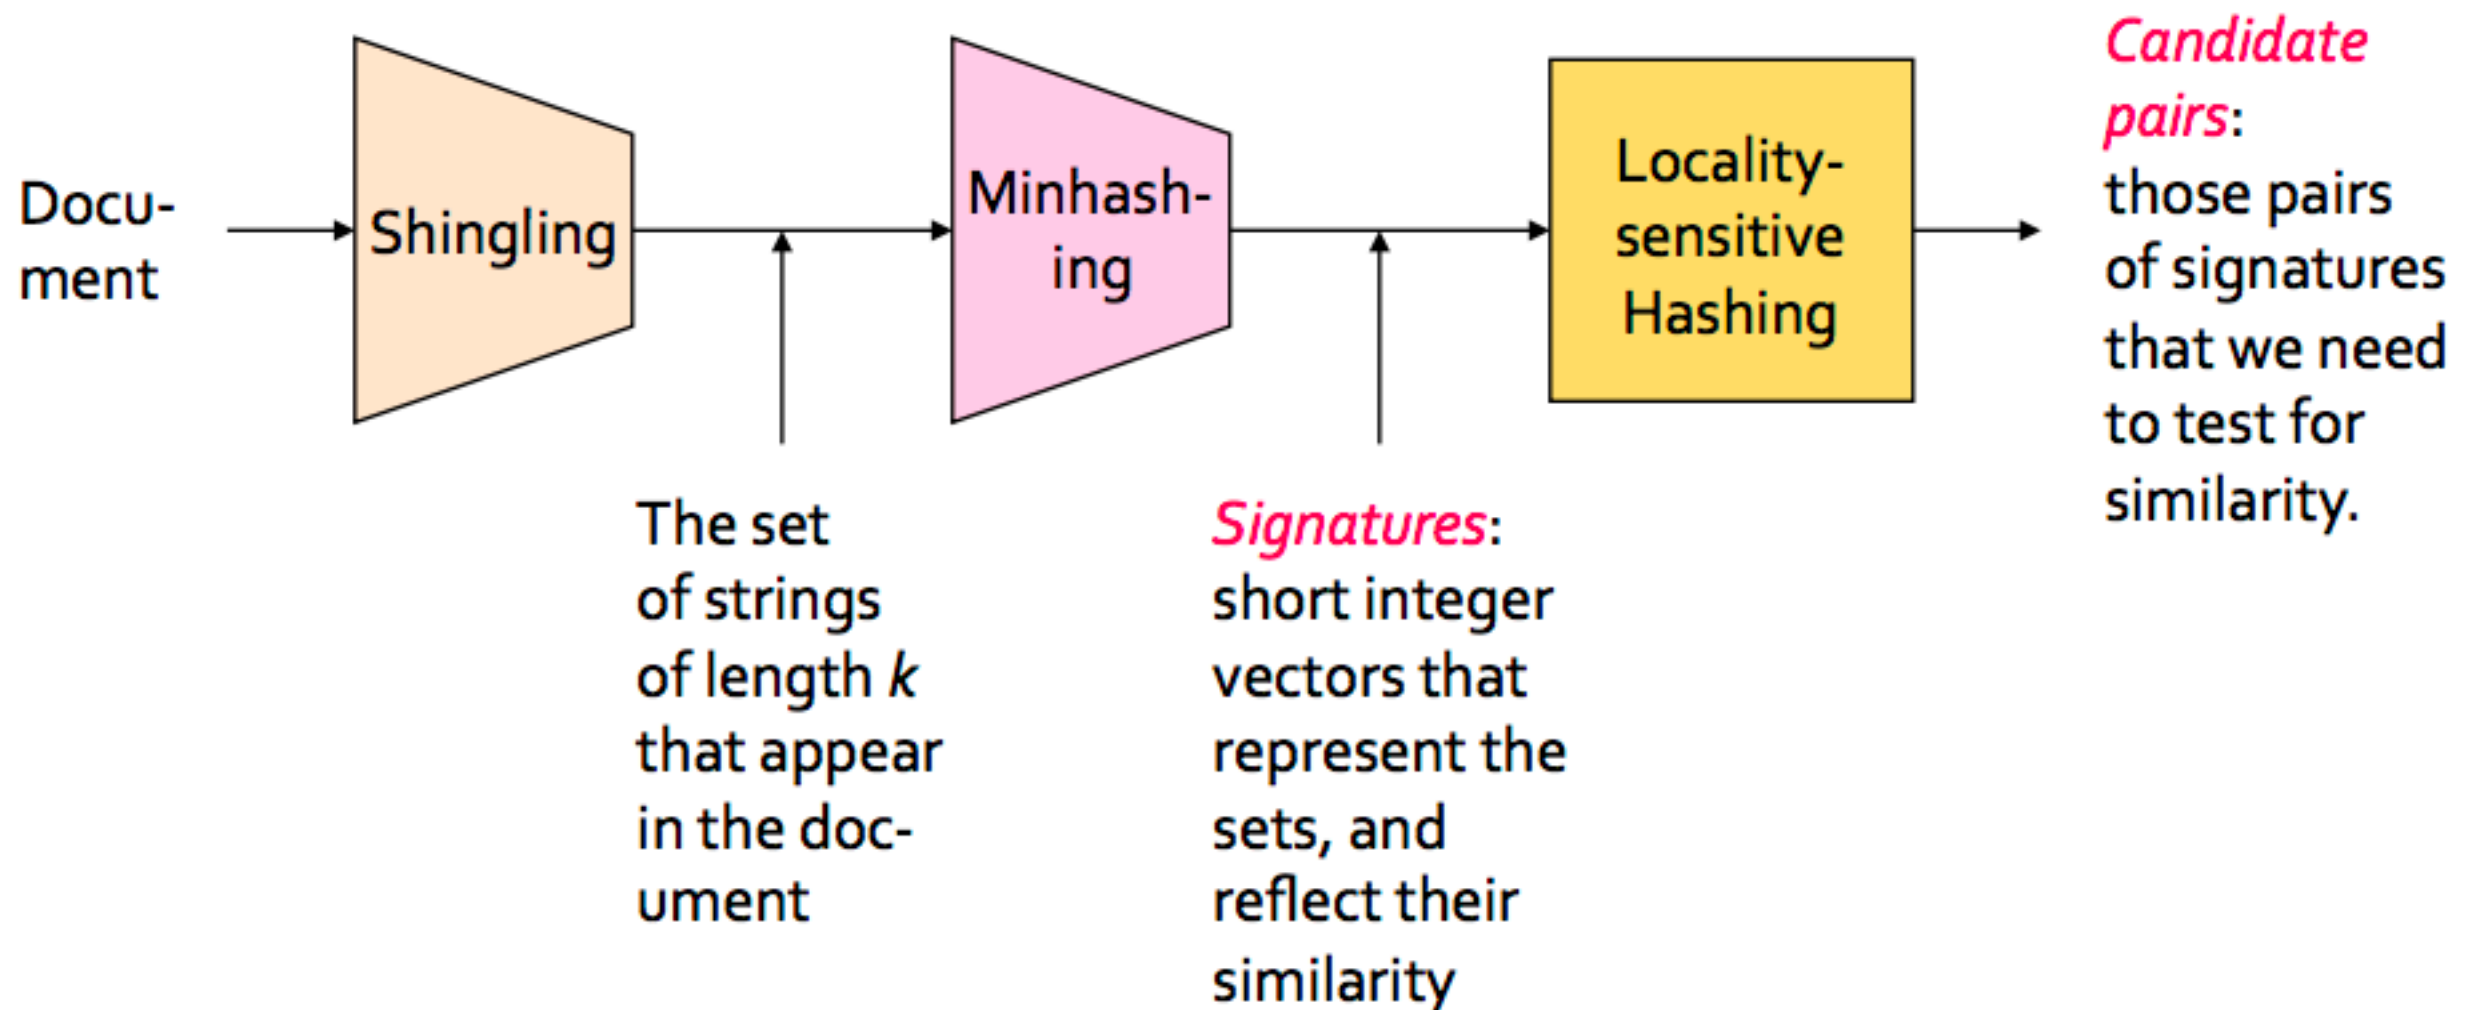 Docu-
ment
Shingling
Minhash-
ing
Locality-
sensitive
Hashing
Candidate
pairs:
those pairs
of signatures
that we need
to test for
similarity.
The set
of strings
of length k
that appear
in the doc-
ument
Signatures:
short integer
vectors that
represent the
sets, and
reflect their
similarity